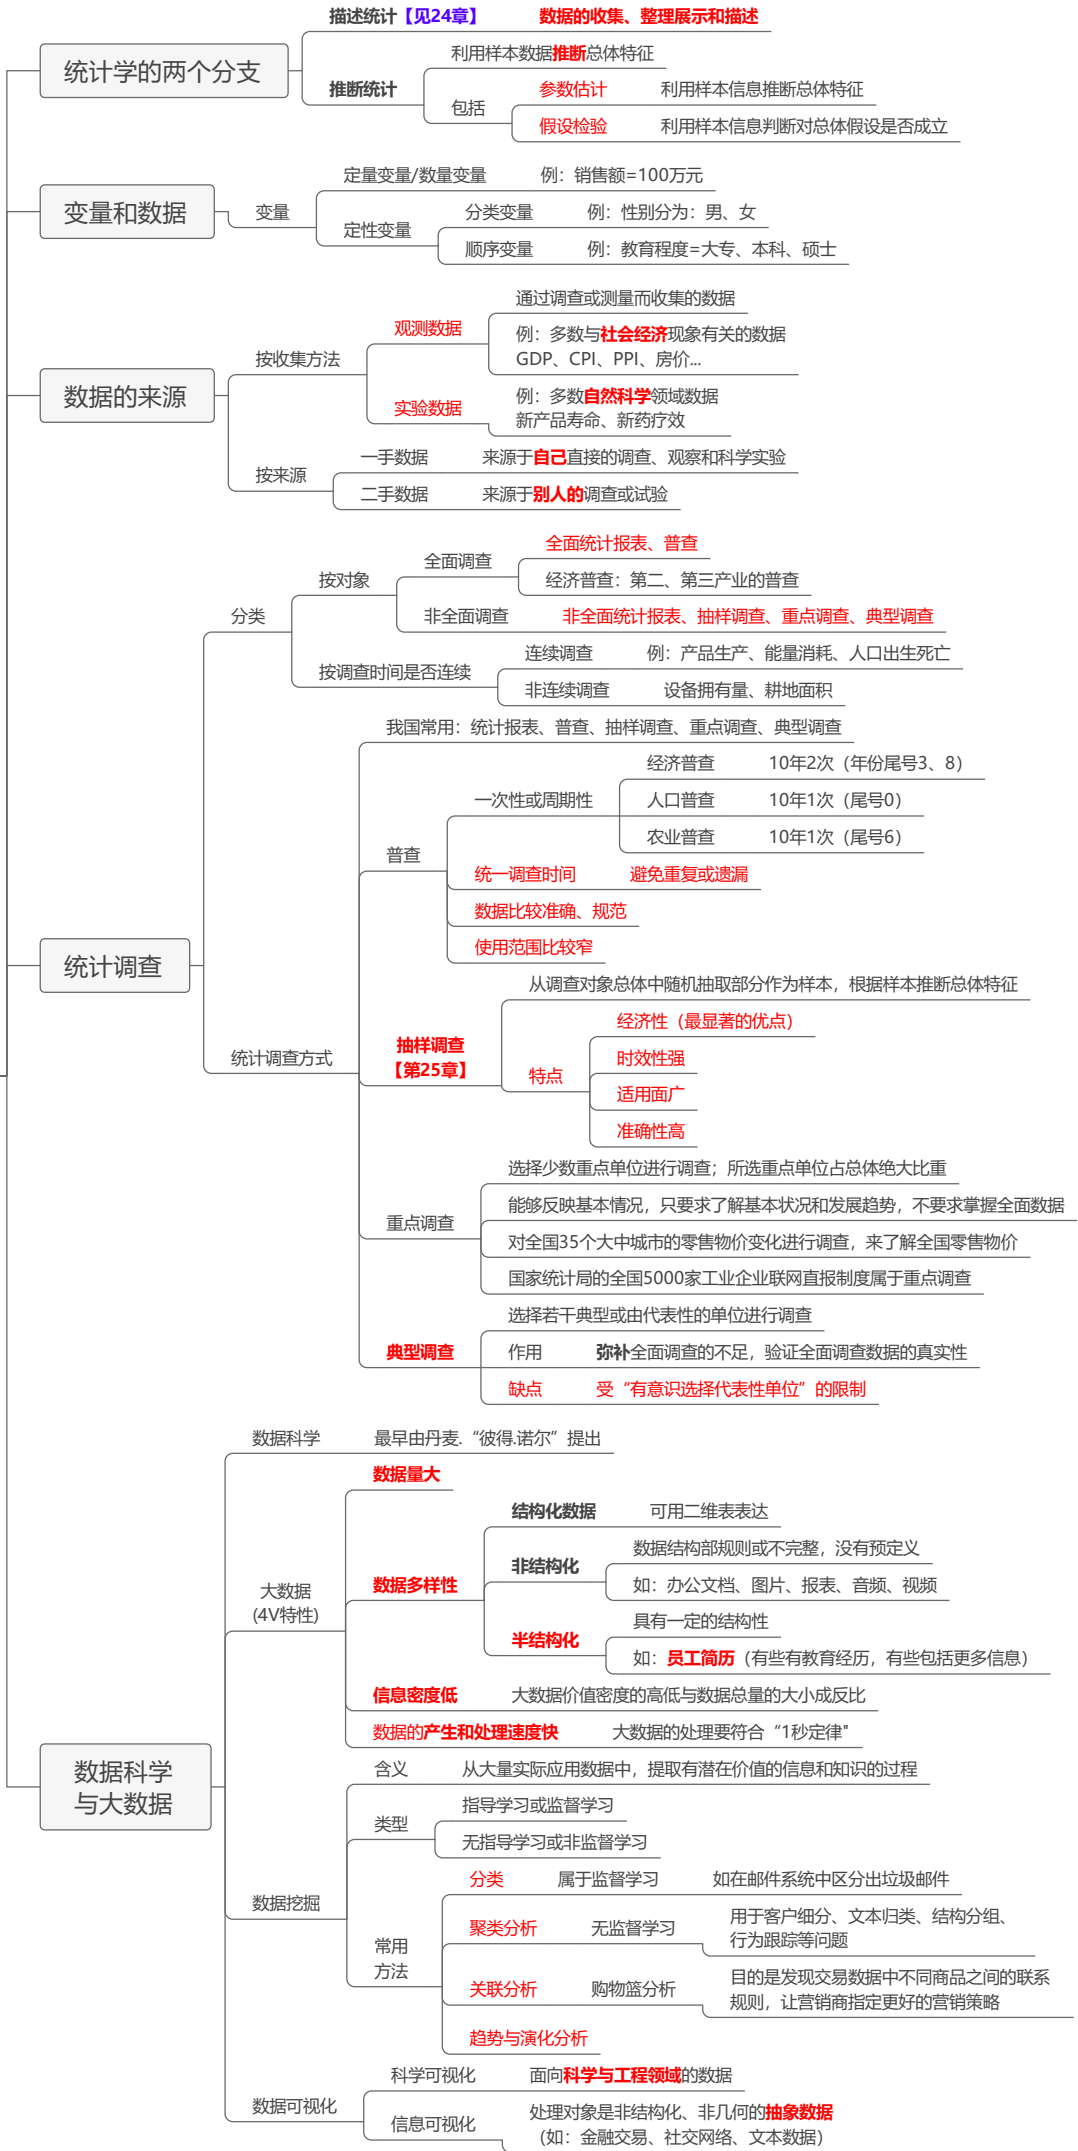 统计学的两个分支
描述统计【见24章】 数据的收集、整理展示和描述
推断统计
利用样本数据推断总体特征
包括
参数估计 利用样本信息推断总体特征
假设检验 利用样本信息判断对总体假设是否成立
变量和数据
变量
定量变量/数量变量 例：销售额=100万元
定性变量
分类变量 例：性别分为：男、女
顺序变量 例：教育程度=大专、本科、硕士
数据的来源
按收集方法
观测数据
通过调查或测量而收集的数据
例：多数与社会经济现象有关的数据
GDP、CPI、PPI、房价...
实验数据
例：多数自然科学领域数据
新产品寿命、新药疗效
按来源
一手数据 来源于自己直接的调查、观察和科学实验
二手数据 来源于别人的调查或试验
统计调查
分类
按对象
全面调查
全面统计报表、普查
经济普查：第二、第三产业的普查
非全面调查 非全面统计报表、抽样调查、重点调查、典型调查
按调查时间是否连续
连续调查 例：产品生产、能量消耗、人口出生死亡
非连续调查 设备拥有量、耕地面积
统计调查方式
我国常用：统计报表、普查、抽样调查、重点调查、典型调查
普查
一次性或周期性
经济普查 10年2次（年份尾号3、8）
人口普查 10年1次（尾号0）
农业普查 10年1次（尾号6）
统一调查时间 避免重复或遗漏
数据比较准确、规范
使用范围比较窄
抽样调查
【第25章】
从调查对象总体中随机抽取部分作为样本，根据样本推断总体特征
特点
经济性（最显著的优点）
时效性强
适用面广
准确性高
重点调查
选择少数重点单位进行调查；所选重点单位占总体绝大比重
能够反映基本情况，只要求了解基本状况和发展趋势，不要求掌握全面数据
对全国35个大中城市的零售物价变化进行调查，来了解全国零售物价
国家统计局的全国5000家工业企业联网直报制度属于重点调查
典型调查
选择若干典型或由代表性的单位进行调查
作用 弥补全面调查的不足，验证全面调查数据的真实性
缺点 受“有意识选择代表性单位”的限制
数据科学
与大数据
数据科学 最早由丹麦.“彼得.诺尔”提出
大数据
(4V特性)
数据量大
数据多样性
结构化数据 可用二维表表达
非结构化
数据结构部规则或不完整，没有预定义
如：办公文档、图片、报表、音频、视频
半结构化
具有一定的结构性
如：员工简历（有些有教育经历，有些包括更多信息）
信息密度低 大数据价值密度的高低与数据总量的大小成反比
数据的产生和处理速度快 大数据的处理要符合“1秒定律"
数据挖掘
含义 从大量实际应用数据中，提取有潜在价值的信息和知识的过程
类型
指导学习或监督学习
无指导学习或非监督学习
常用
方法
分类 属于监督学习 如在邮件系统中区分出垃圾邮件
聚类分析 无监督学习
用于客户细分、文本归类、结构分组、
行为跟踪等问题
关联分析 购物篮分析
目的是发现交易数据中不同商品之间的联系
规则，让营销商指定更好的营销策略
趋势与演化分析
数据可视化
科学可视化 面向科学与工程领域的数据
信息可视化
处理对象是非结构化、非几何的抽象数据
（如：金融交易、社交网络、文本数据）